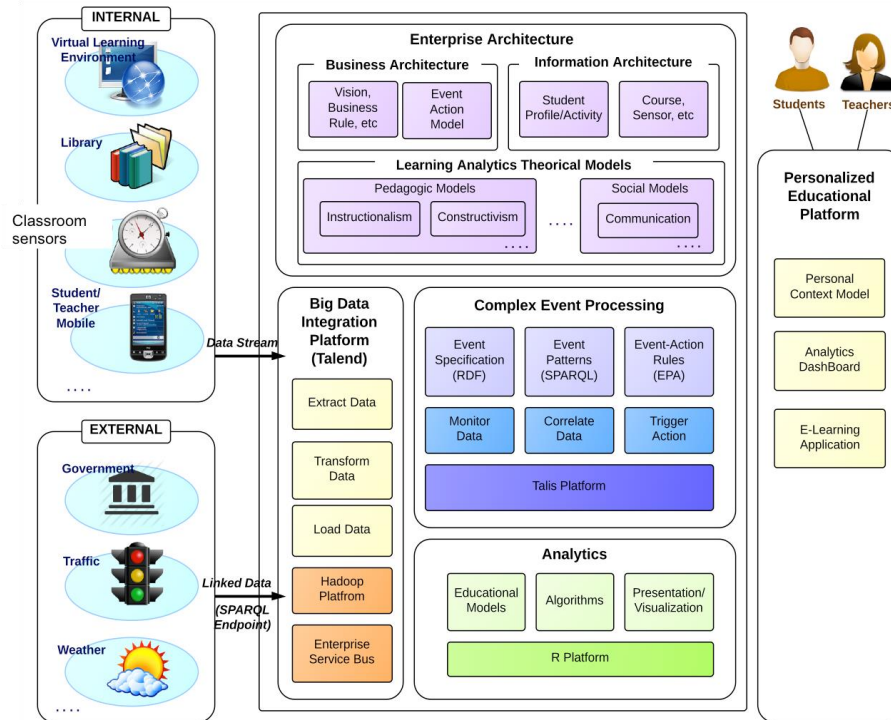 INTERNAL
Virtual Learning
Environment
Library
Classroom
sensors
Student/
Teacher
Mobile
....
EXTERNAL
Government
Traffic
Weather
....
Data Stream
Linked Data
(SPARQL
Endpoint)
Enterprise Architecture
Business Architecture
Vision,
Business
Rule, etc
Event
Action
Model
Information Architecture
Student
Profile/Activity
Course,
Sensor, etc
Learning Analytics Theorical Models
Pedagogic Models
Instructionalism
Constructivism
....
....
Social Models
Communication
....
Big Data
Integration
Platform
(Talend)
Extract Data
Transform
Data
Load Data
Hadoop
Platfrom
Enterprise
Service Bus
Complex Event Processing
Event
Specification
(RDF)
Event
Patterns
(SPARQL)
Event-Action
Rules
(EPA)
Monitor
Data
Correlate
Data
Trigger
Action
Talis Platform
Analytics
Educational
Models
Algorithms
Presentation/
Visualization
R Platform
Students
Teachers
Personalized
Educational
Platform
Personal
Context Model
Analytics
DashBoard
E-Learning
Application